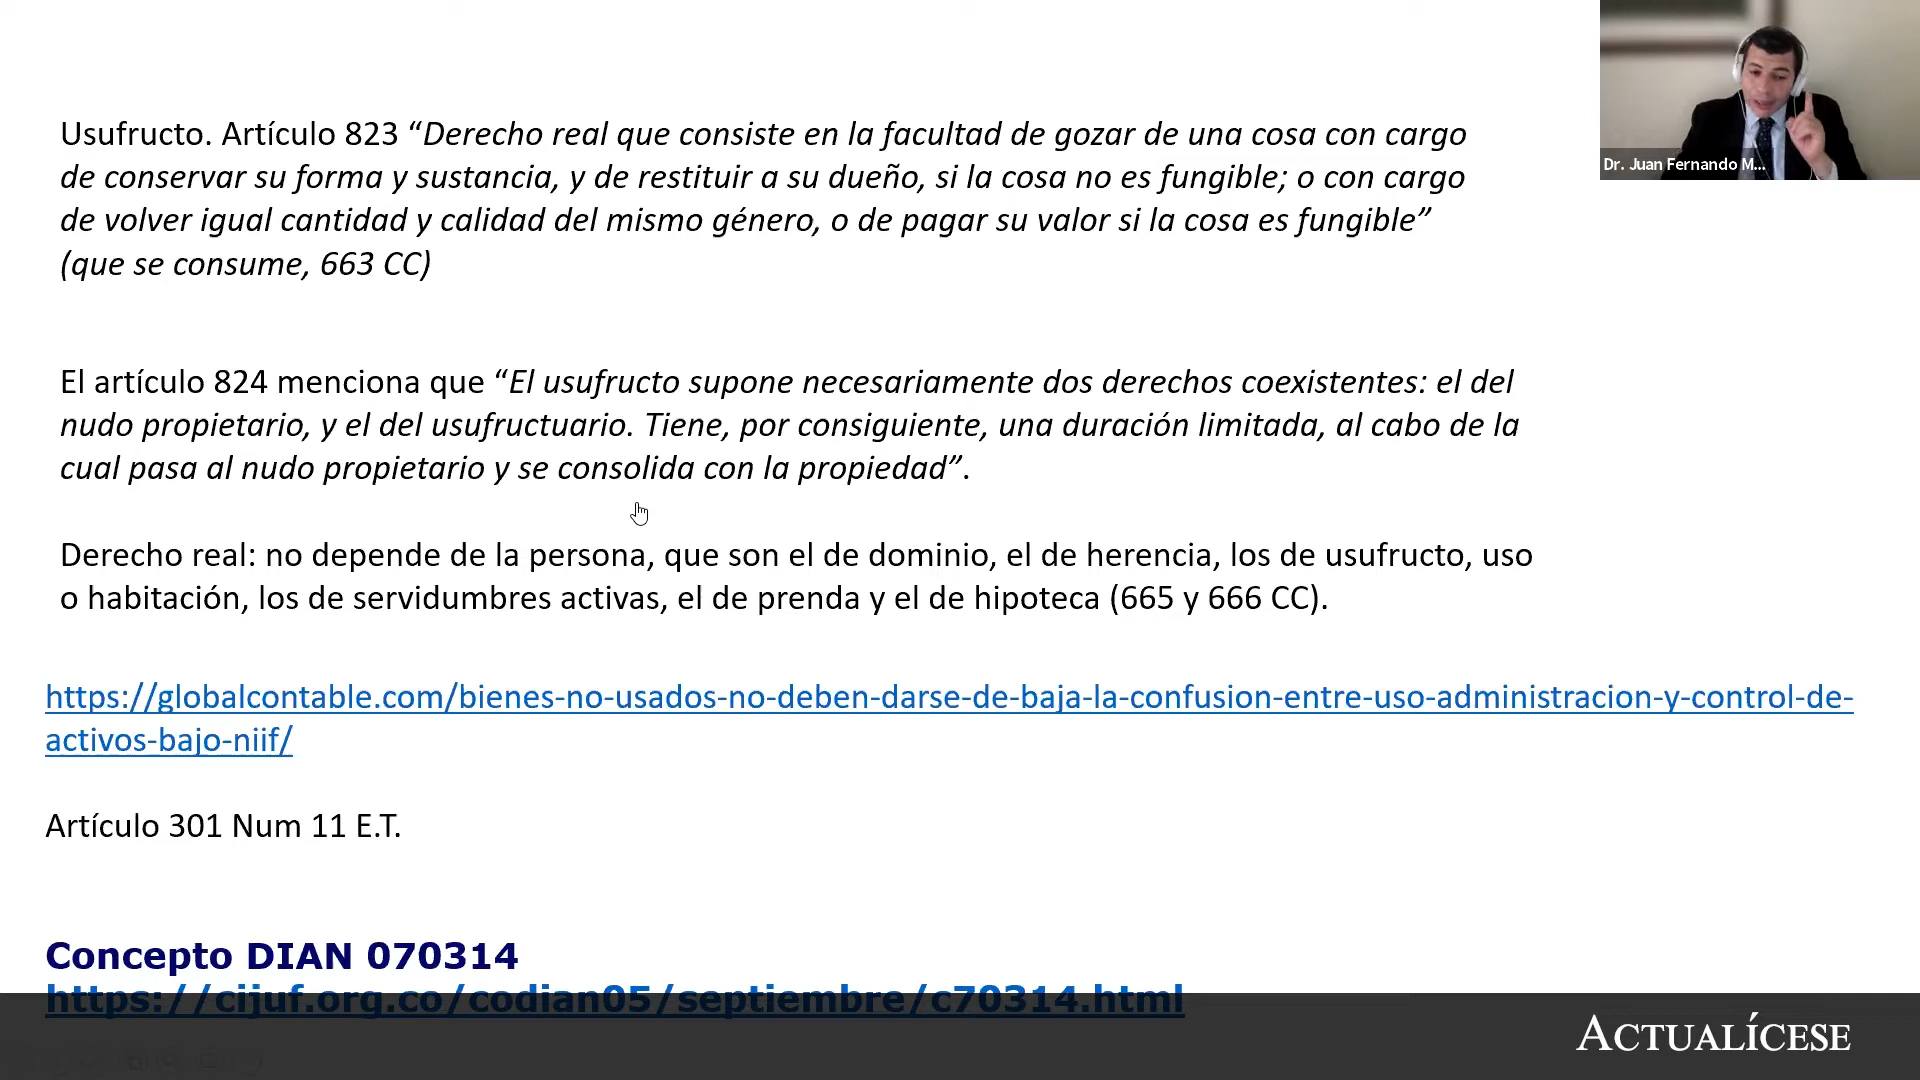 Usufructo. Artículo 823 “Derecho real que consiste en la facultad de gozar de una cosa con cargo
de conservar su forma y sustancia, y de restituir a su dueño, si la cosa no es fungible; o con cargo
de volver igual cantidad y calidad del mismo género, o de pagar su valor si la cosa es fungible”
(que se consume, 663 CC)
Dr. Juan Fernando M...
El artículo 824 menciona que “El usufructo supone necesariamente dos derechos coexistentes: el del
nudo propietario, y el del usufructuario. Tiene, por consiguiente, una duración limitada, al cabo de la
cual pasa al nudo propietario y se consolida con la propiedad”.
Derecho real: no depende de la persona, que son el de dominio, el de herencia, los de usufructo, uso
o habitación, los de servidumbres activas, el de prenda y el de hipoteca (665 y 666 CC).
https://globalcontable.com/bienes-no-usados-no-deben-darse-de-baja-la-confusion-entre-uso-administracion-y-control-de-
activos-bajo-niif/
Artículo 301 Num 11 E.T.
Concepto DIAN 070314
https://cijuf.org.co/codian05/septiembre/c70314.html
ACTUALÍCESE